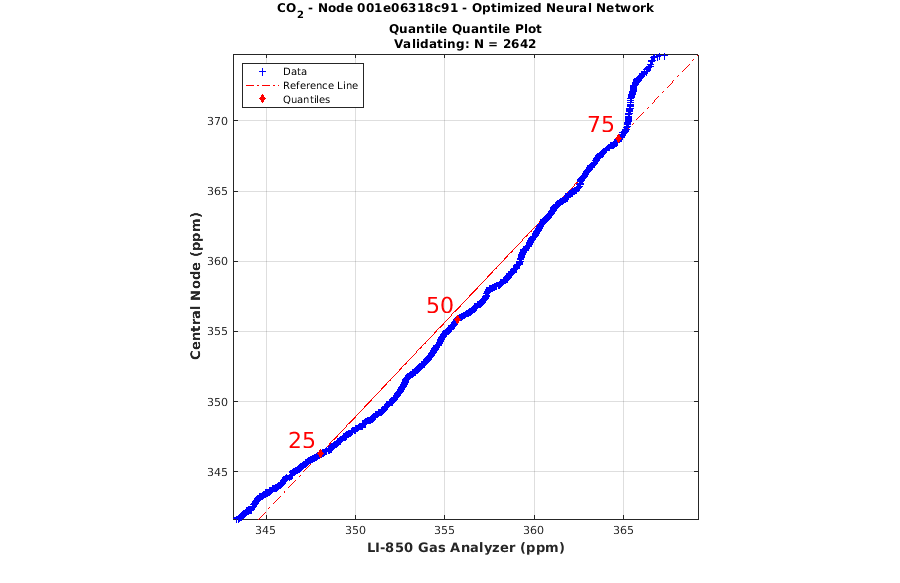 CO2 - Node 001e06318c91 - Optimized Neural Network
Quantile Quantile Plot
Validating: N = 2642
Data
Reference Line
Quantiles
75
50
25
370
365
360
355
350
345
Central Node (ppm)
345 350 355 360 365
LI-850 Gas Analyzer (ppm)